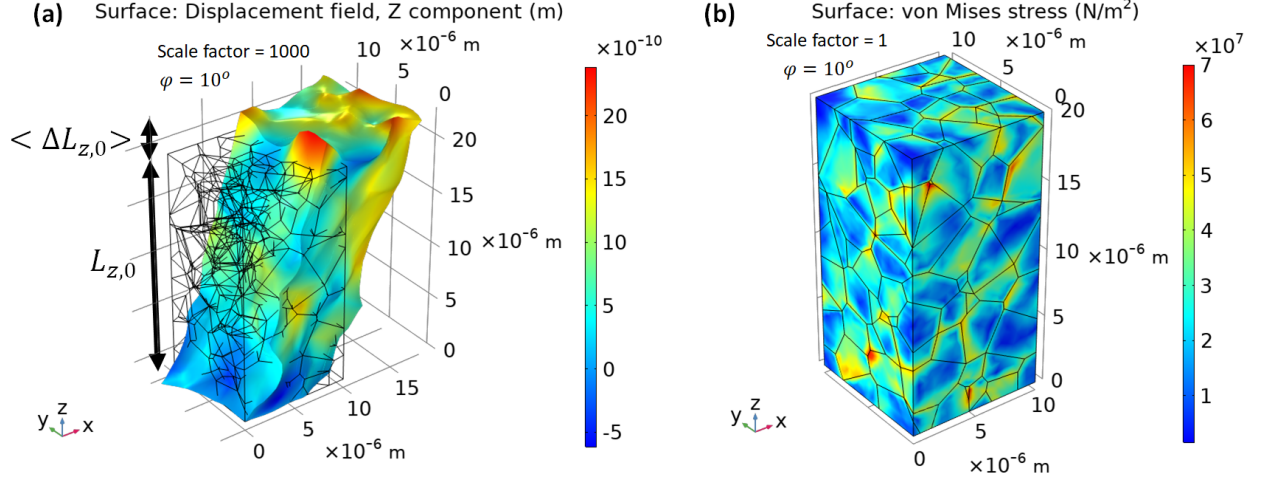 (a)
Surface: Displacement field, Z component (m)
Scale factor = 1000
φ = 10°
10
×10⁻⁶ m
5
0
×10⁻¹⁰
20
15
10
5
0
-5
< ΔL_{z,0} >
L_{z,0}
20
15
10
×10⁻⁶ m
5
0
15
10
5
0
×10⁻⁶ m
y z x
(b)
Surface: von Mises stress (N/m²)
Scale factor = 1
φ = 10°
10
×10⁻⁶ m
5
0
×10⁷
7
6
5
4
3
2
1
20
15
10
×10⁻⁶ m
5
0
10
5
0
×10⁻⁶ m
y z x